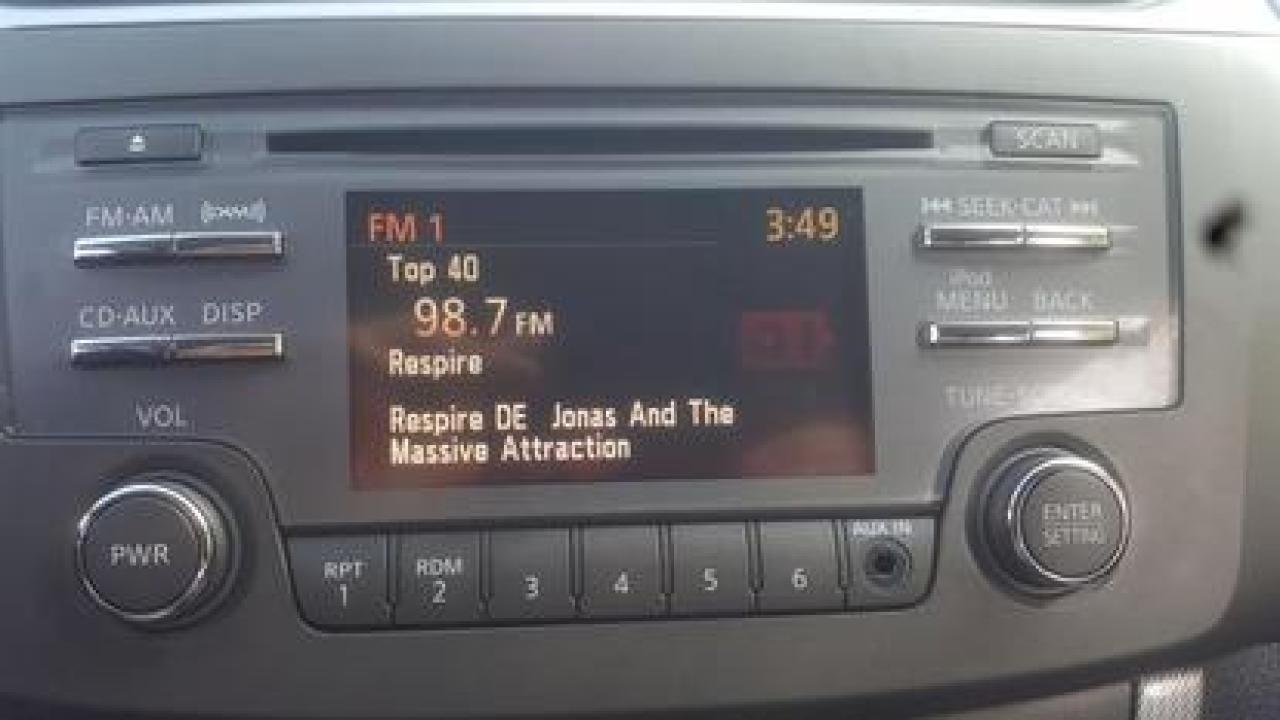 SCAN
FM·AM
SEEK·CAT
FM 1 3:49
Top 40
98.7 FM
Respire
Respire DE Jonas And The
Massive Attraction
CD·AUX DISP
iPod
MENU BACK
VOL
PWR
RPT
1
RDM
2
3
4
5
6
AUX IN
ENTER
SETTING